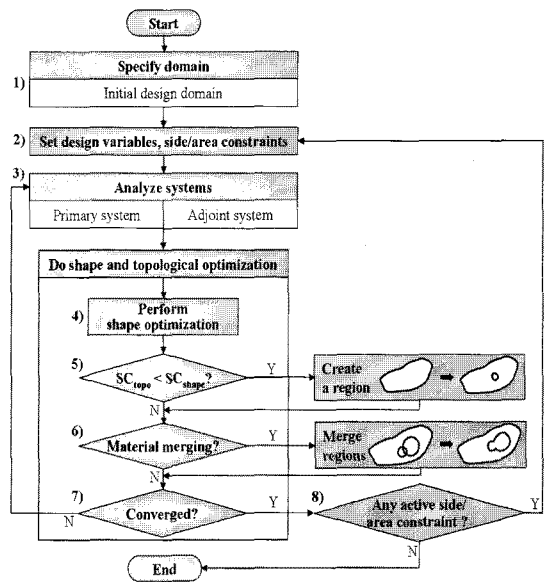 Start
1)
Specify domain
Initial design domain
2)
Set design variables, side/area constraints
3)
Analyze systems
Primary system
Adjoint system
Do shape and topological optimization
4)
Perform
shape optimization
5)
SCtopo < SCshape?
Y
N
Create
a region
6)
Material merging?
Y
N
Merge
regions
7)
Converged?
N
Y
8)
Any active side/
area constraint ?
Y
N
End